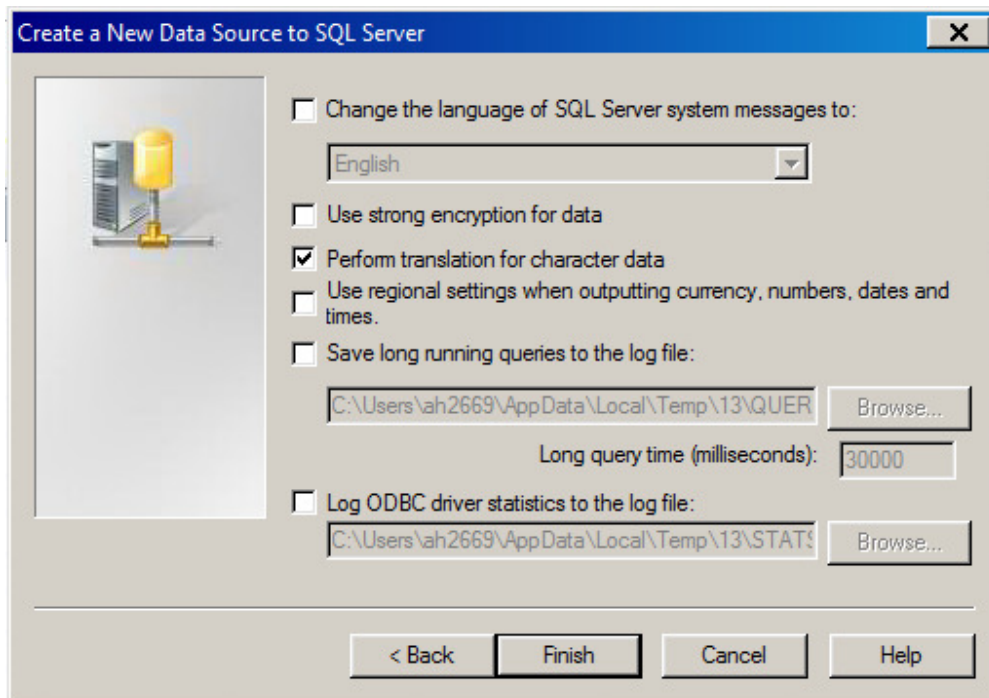 Create a New Data Source to SQL Server
Change the language of SQL Server system messages to:
English
Use strong encryption for data
Perform translation for character data
Use regional settings when outputting currency, numbers, dates and
times.
Save long running queries to the log file:
C:\Users\ah2669\AppData\Local\Temp\13\QUER
Browse...
Long query time (milliseconds):
30000
Log ODBC driver statistics to the log file:
C:\Users\ah2669\AppData\Local\Temp\13\STATS
Browse...
< Back
Finish
Cancel
Help